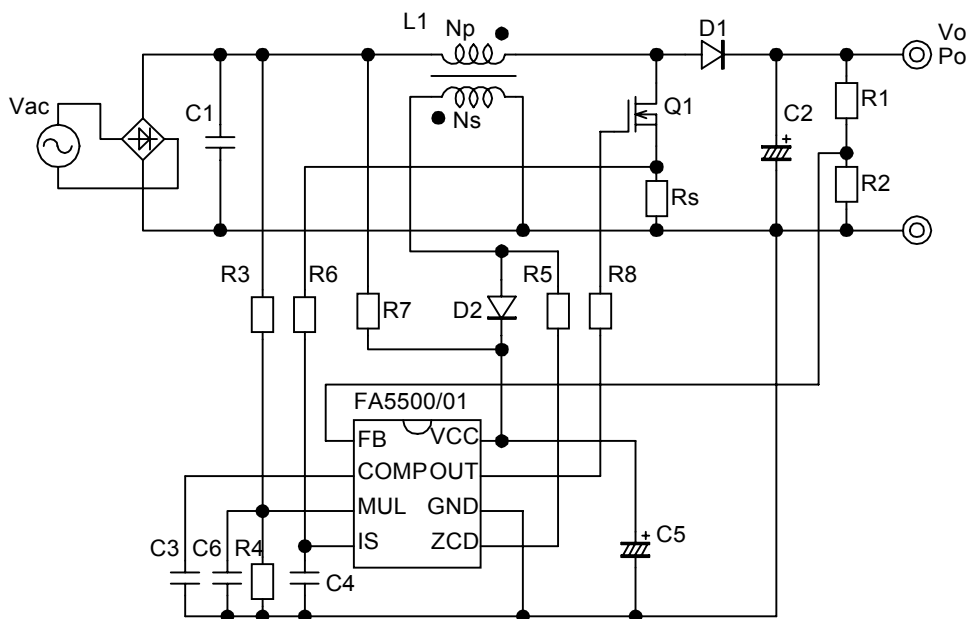 L1
Np
D1
Vo
Po
Vac
C1
Ns
Q1
C2
+
R1
R2
Rs
R3
R6
R7
D2
R5
R8
FA5500/01
FB
VCC
COMP
OUT
MUL
GND
IS
ZCD
C3
C6
R4
C4
+
C5